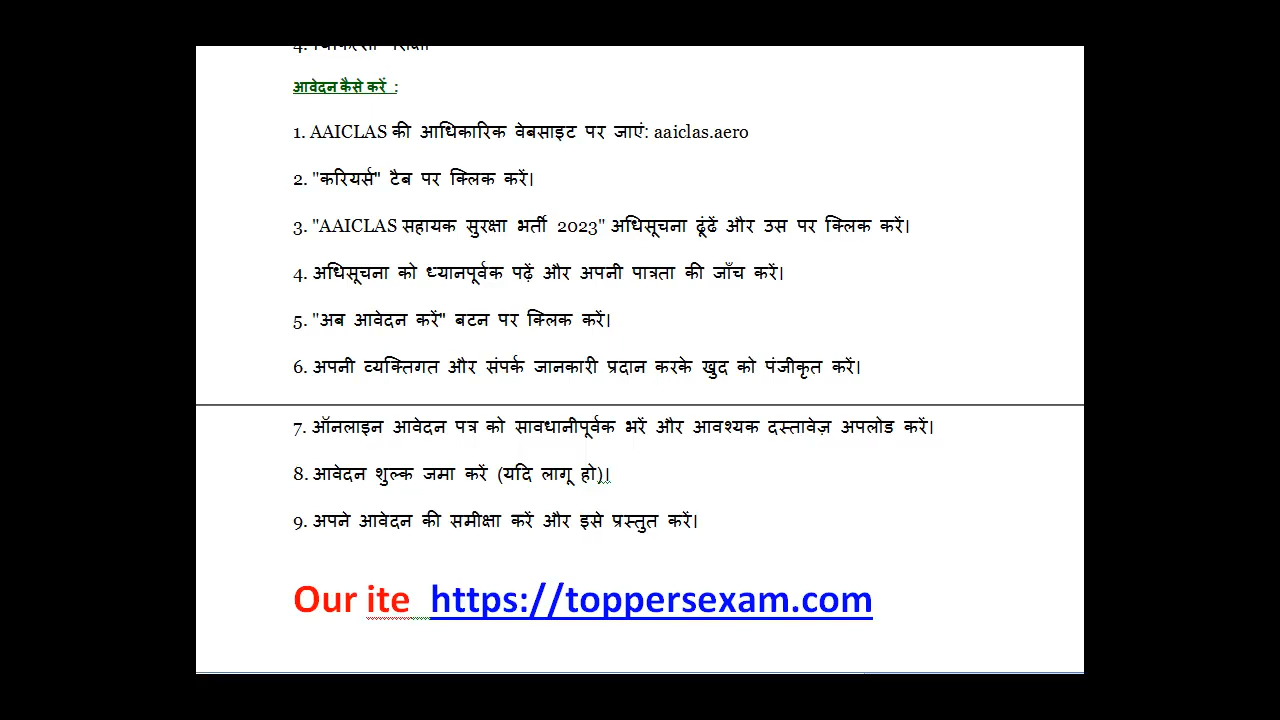 आवेदन कैसे करें :
1. AAICLAS की आधिकारिक वेबसाइट पर जाएं: aaiclas.aero
2. "करियर्स" टैब पर क्लिक करें।
3. "AAICLAS सहायक सुरक्षा भर्ती 2023" अधिसूचना ढूंढें और उस पर क्लिक करें।
4. अधिसूचना को ध्यानपूर्वक पढ़ें और अपनी पात्रता की जाँच करें।
5. "अब आवेदन करें" बटन पर क्लिक करें।
6. अपनी व्यक्तिगत और संपर्क जानकारी प्रदान करके खुद को पंजीकृत करें।
7. ऑनलाइन आवेदन पत्र को सावधानीपूर्वक भरें और आवश्यक दस्तावेज़ अपलोड करें।
8. आवेदन शुल्क जमा करें (यदि लागू हो)।
9. अपने आवेदन की समीक्षा करें और इसे प्रस्तुत करें।
Our ite https://toppersexam.com